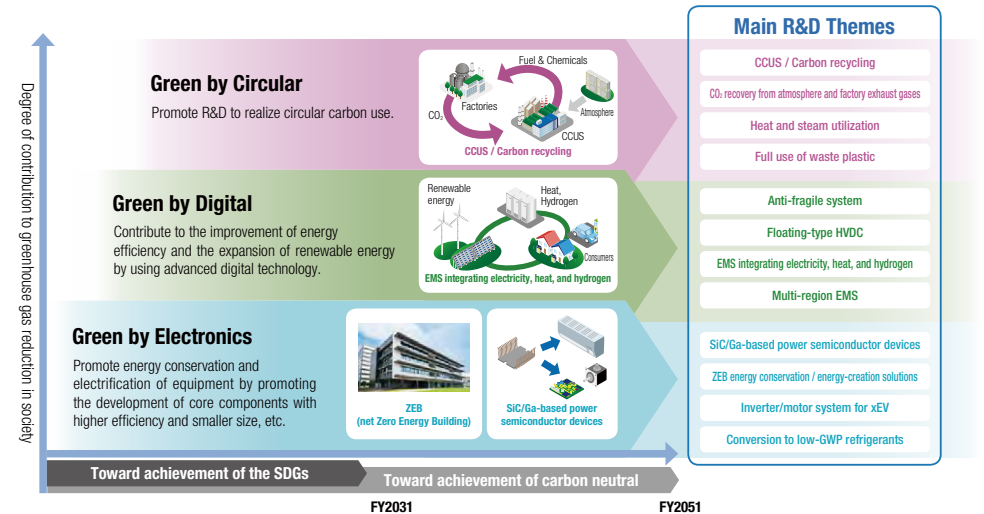 Degree of contribution to greenhouse gas reduction in society
Green by Circular
Promote R&D to realize circular carbon use.
Fuel & Chemicals
Factories
CO₂
Atmosphere
CCUS
CCUS / Carbon recycling
Green by Digital
Contribute to the improvement of energy
efficiency and the expansion of renewable energy
by using advanced digital technology.
Renewable
energy
Heat,
Hydrogen
Consumers
EMS integrating electricity, heat, and hydrogen
Green by Electronics
Promote energy conservation and
electrification of equipment by promoting
the development of core components with
higher efficiency and smaller size, etc.
ZEB
(net Zero Energy Building)
SiC/Ga-based power
semiconductor devices
Main R&D Themes
CCUS / Carbon recycling
CO₂ recovery from atmosphere and factory exhaust gases
Heat and steam utilization
Full use of waste plastic
Anti-fragile system
Floating-type HVDC
EMS integrating electricity, heat, and hydrogen
Multi-region EMS
SiC/Ga-based power semiconductor devices
ZEB energy conservation / energy-creation solutions
Inverter/motor system for xEV
Conversion to low-GWP refrigerants
Toward achievement of the SDGs
Toward achievement of carbon neutral
FY2031
FY2051